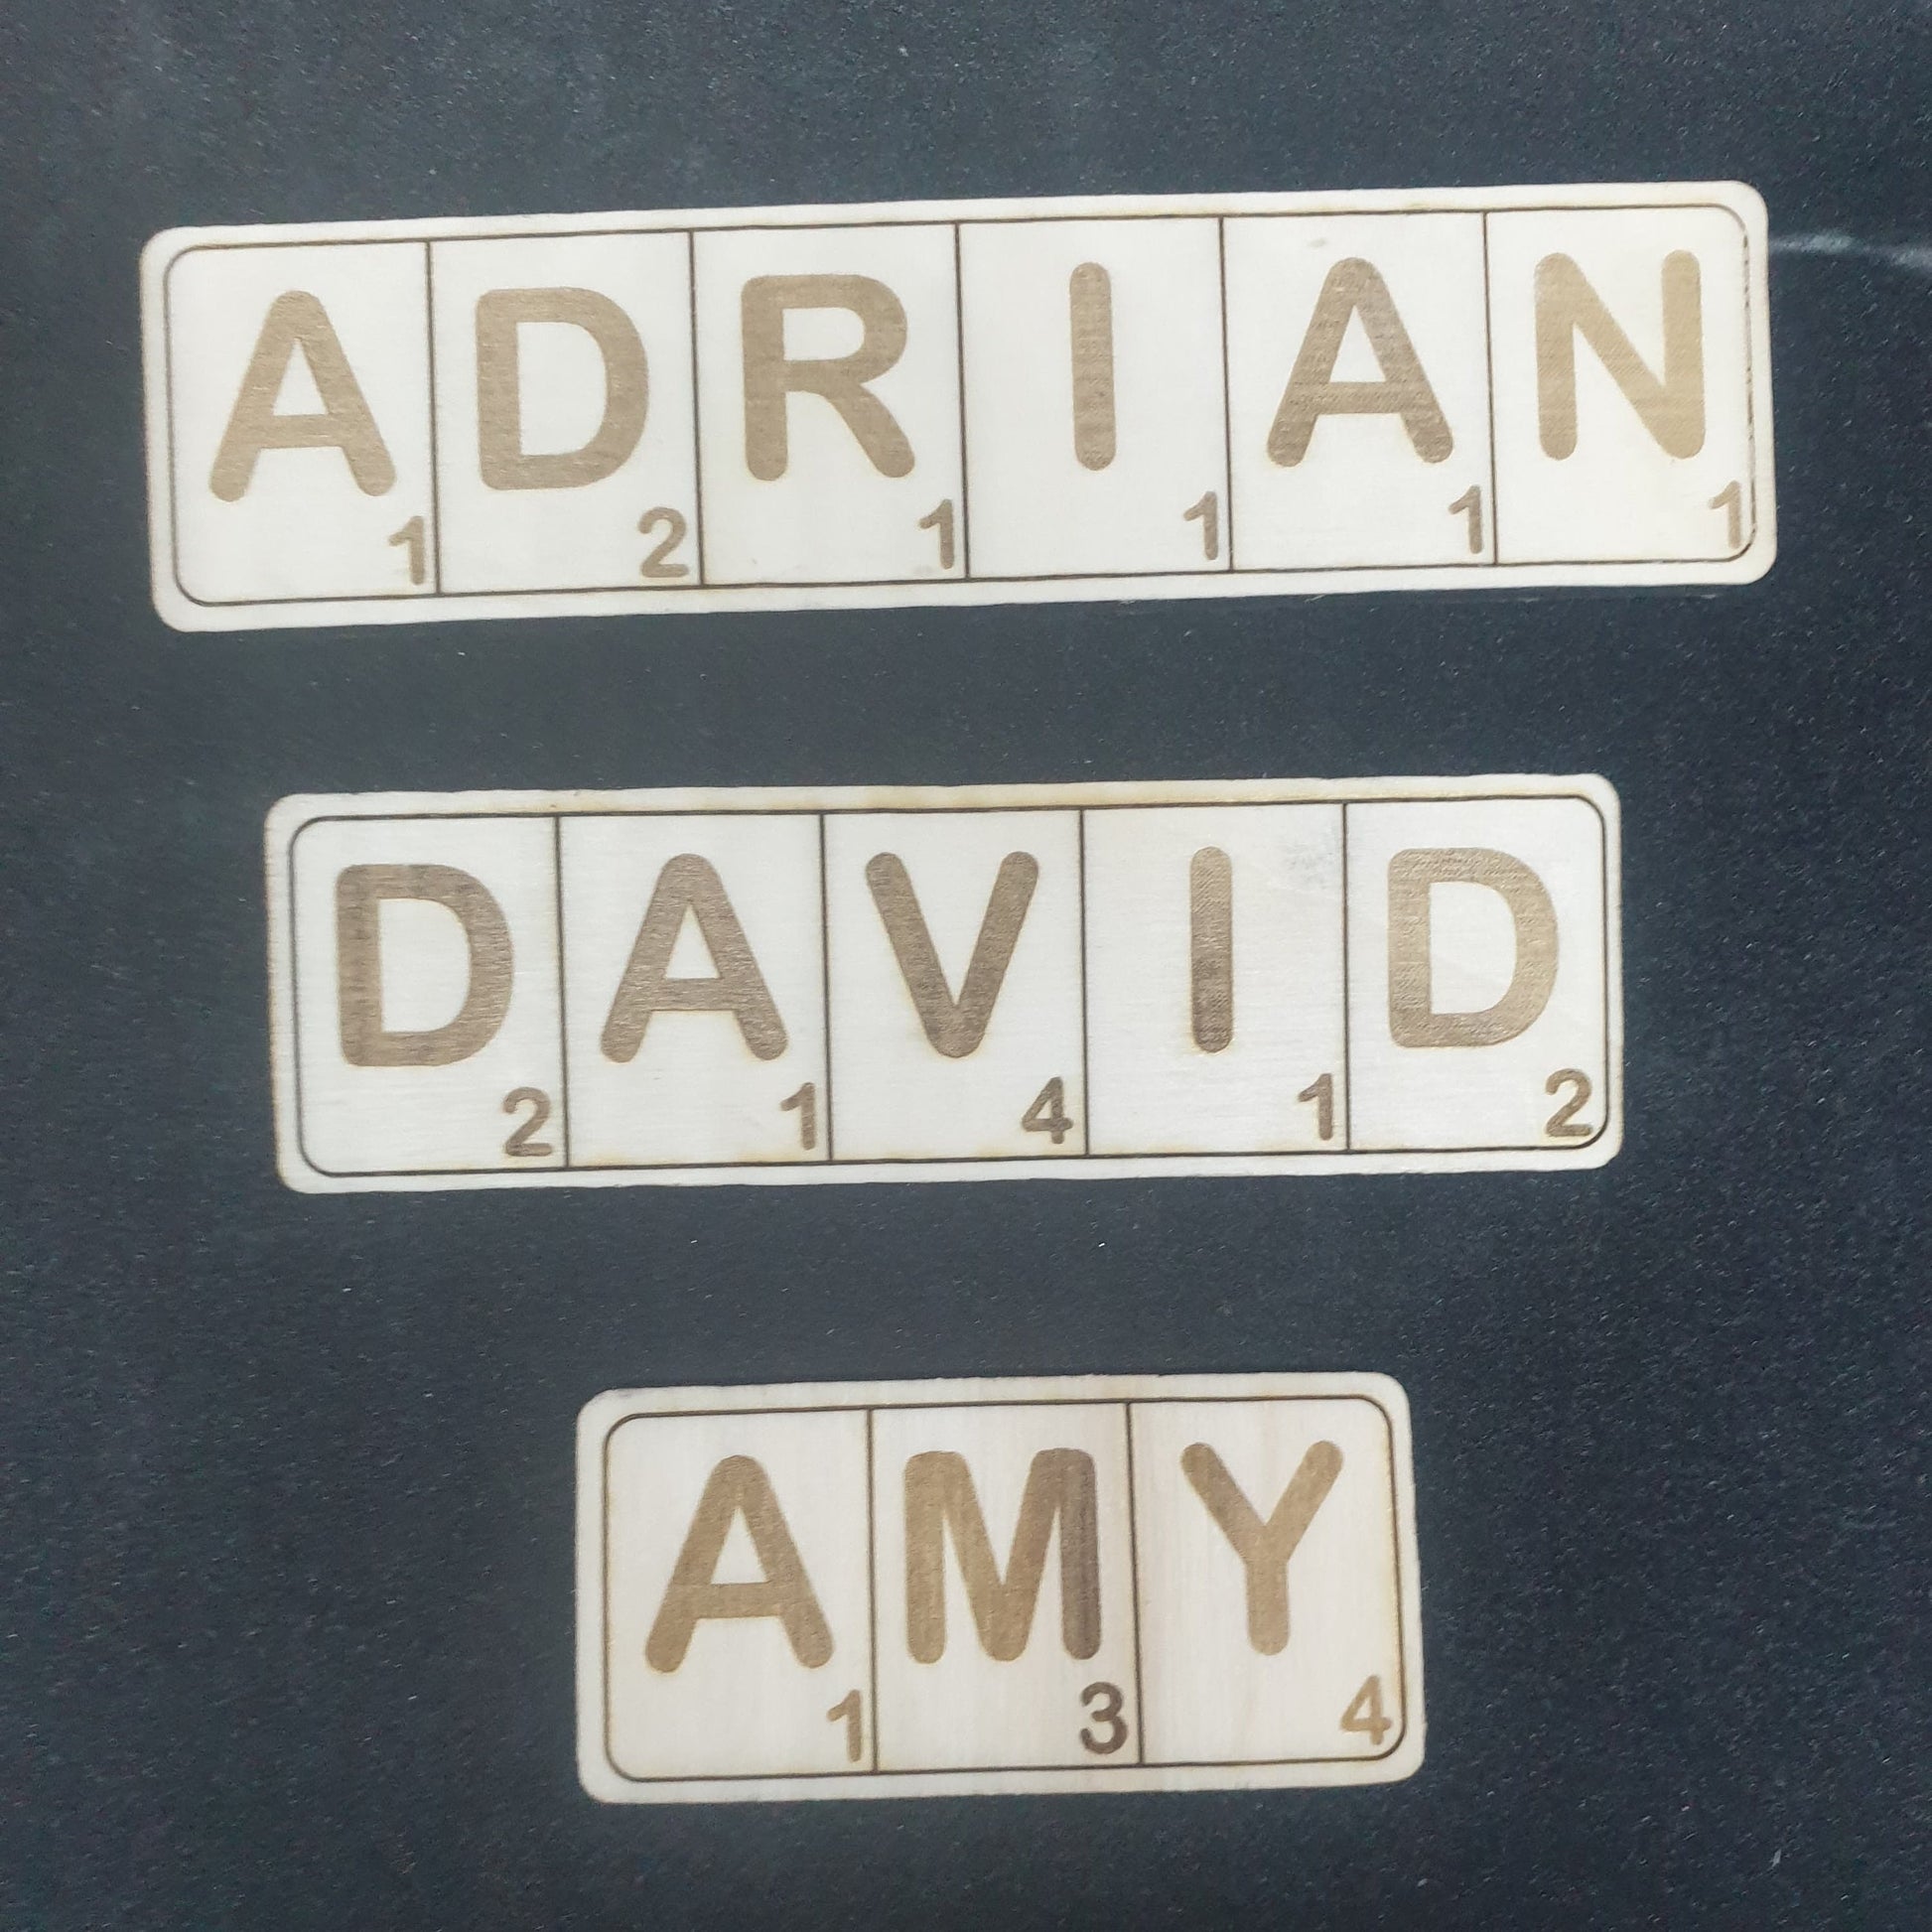 ADRIAN
1 2 1 1 1 1
DAVID
2 1 4 1 2
AMY
1 3 4